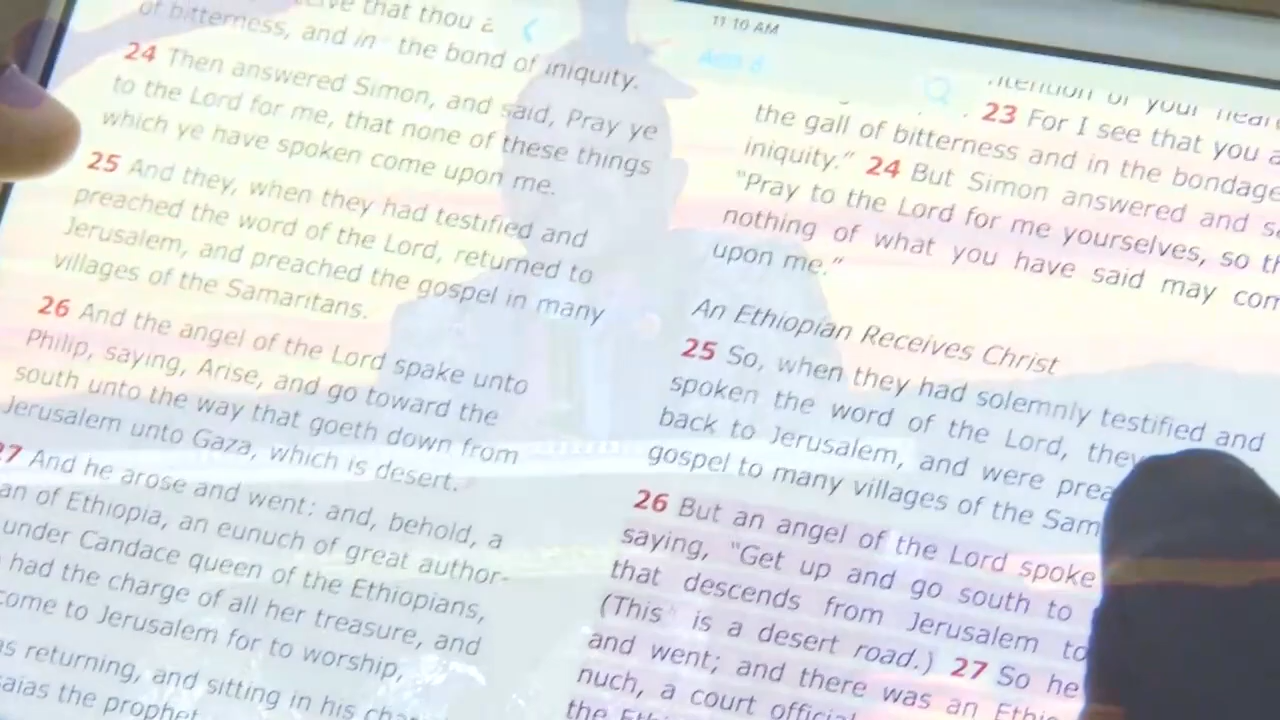 11 10 AM
that thou
of bitterness, and in the bond of iniquity.
24 Then answered Simon, and said, Pray ye
to the Lord for me, that none of these things
which ye have spoken come upon me.
25 And they, when they had testified and
preached the word of the Lord, returned to
Jerusalem, and preached the gospel in many
villages of the Samaritans.
26 And the angel of the Lord spake unto
Philip, saying, Arise, and go toward the
south unto the way that goeth down from
Jerusalem unto Gaza, which is desert.
And he arose and went: and, behold, a
of Ethiopia, an eunuch of great author-
under Candace queen of the Ethiopians,
had the charge of all her treasure, and
come to Jerusalem for to worship,
returning, and sitting in his
the prophet
of your
23 For I see that you
the gall of bitterness and in the bondage
iniquity.” 24 But Simon answered and
“Pray to the Lord for me yourselves, so
nothing of what you have said may
upon me.”
An Ethiopian Receives Christ
25 So, when they had solemnly testified and
spoken the word of the Lord, they
back to Jerusalem, and were
gospel to many villages of the
26 But an angel of the Lord spoke
saying, “Get up and go south to
that descends from Jerusalem to
(This is a desert road.) 27 So he
and went; and there was an
nuch, a court
the